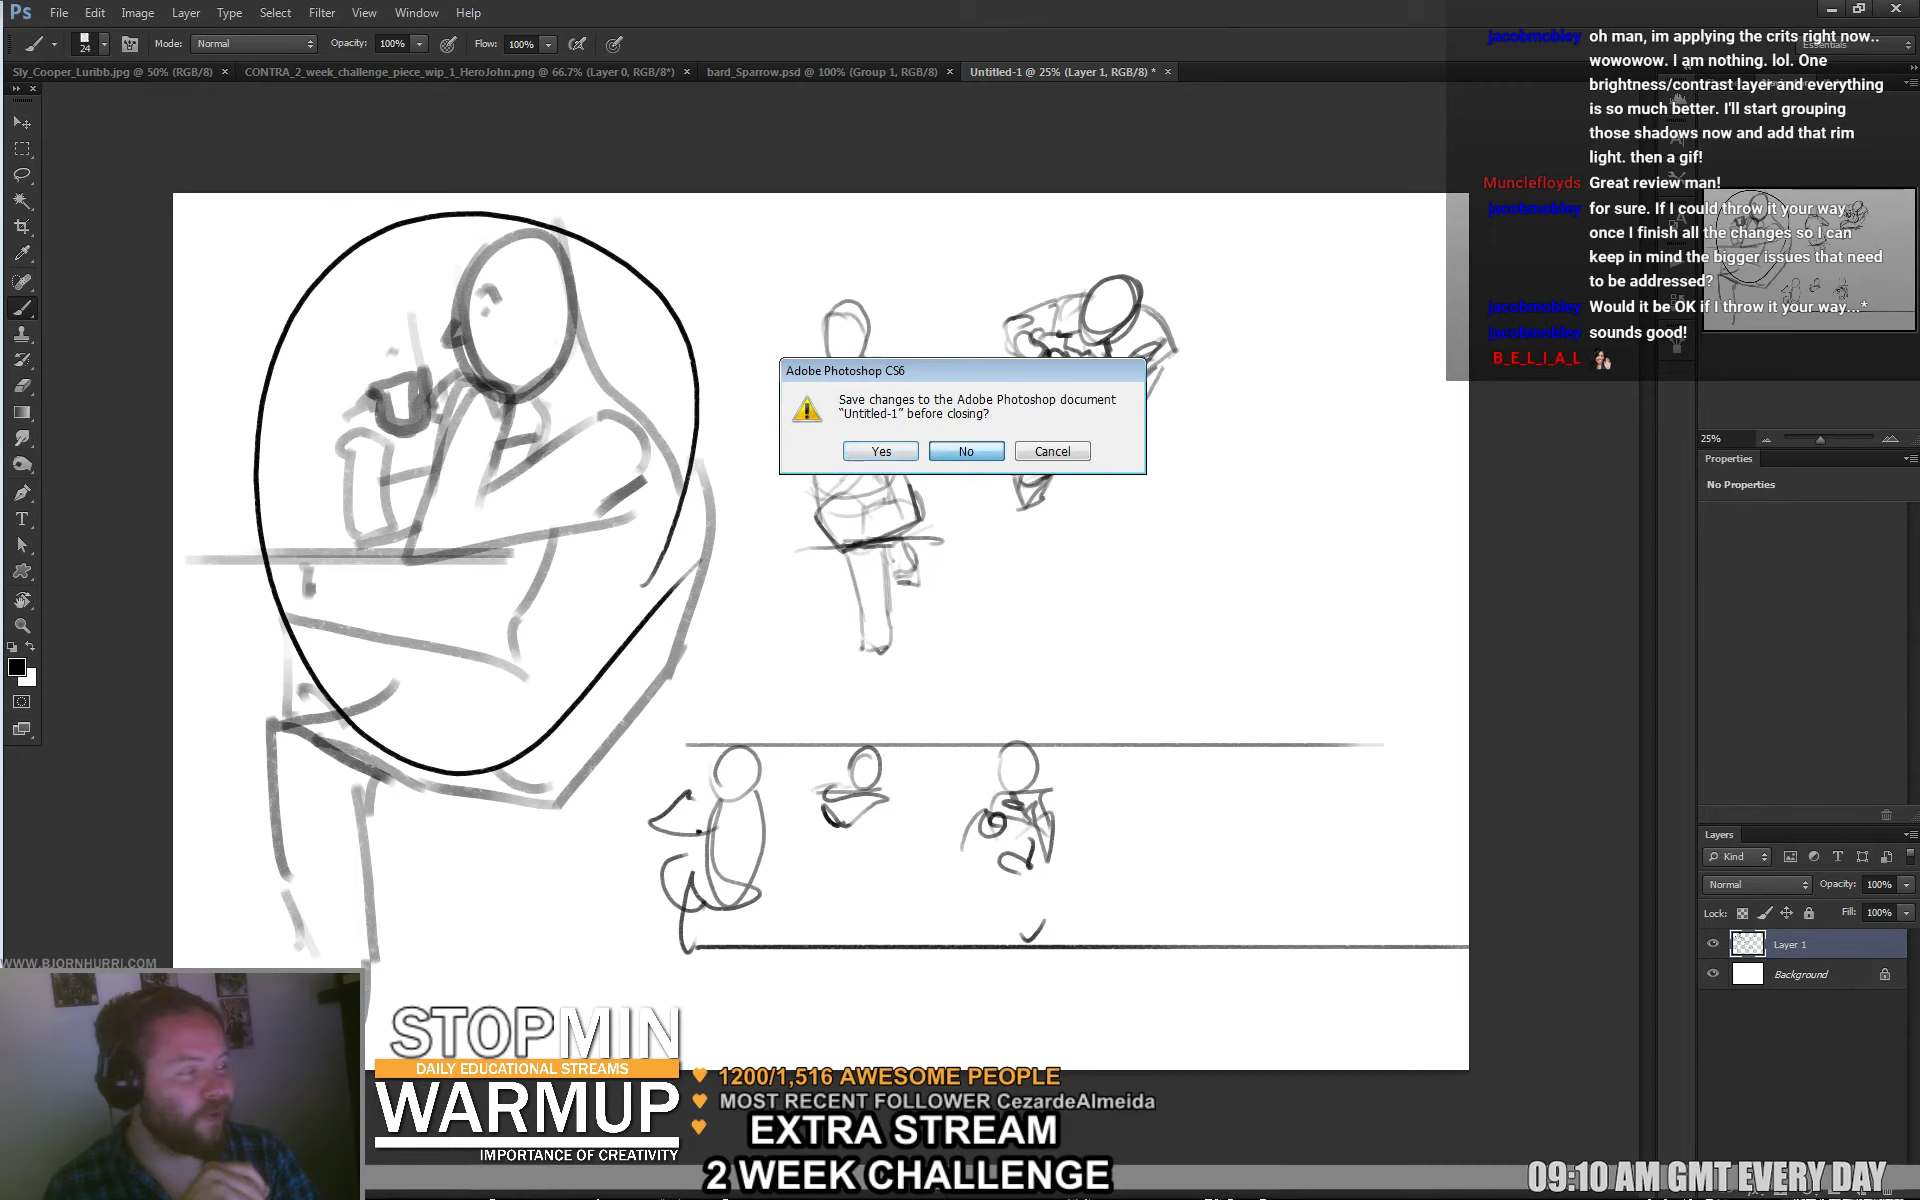 Ps File Edit Image Layer Type Select Filter View Window Help
24 Mode: Normal Opacity: 100% Flow: 100%
Essentials
Sly_Cooper_Luribb.jpg @ 50% (RGB/8) × CONTRA_2_week_challenge_piece_wip_1_HeroJohn.png @ 66.7% (Layer 0, RGB/8*) × bard_Sparrow.psd @ 100% (Group 1, RGB/8) × Untitled-1 @ 25% (Layer 1, RGB/8) * ×
jacobmobley oh man, im applying the crits right now..
wowowow. I am nothing. lol. One
brightness/contrast layer and everything
is so much better. I'll start grouping
those shadows now and add that rim
light. then a gif!
Munclefloyds Great review man!
jacobmobley for sure. If I could throw it your way
once I finish all the changes so I can
keep in mind the bigger issues that need
to be addressed?
jacobmobley Would it be OK if I throw it your way...*
jacobmobley sounds good!
B_E_L_I_A_L
Adobe Photoshop CS6
Save changes to the Adobe Photoshop document
“Untitled-1” before closing?
Yes No Cancel
25%
Properties
No Properties
Layers
Kind
Normal Opacity: 100%
Lock: Fill: 100%
Layer 1
Background
WWW.BJORNHURRI.COM
STOPMIN
DAILY EDUCATIONAL STREAMS
WARMUP
IMPORTANCE OF CREATIVITY
1200/1,516 AWESOME PEOPLE
MOST RECENT FOLLOWER CezardeAlmeida
EXTRA STREAM
2 WEEK CHALLENGE
09:10 AM GMT EVERY DAY